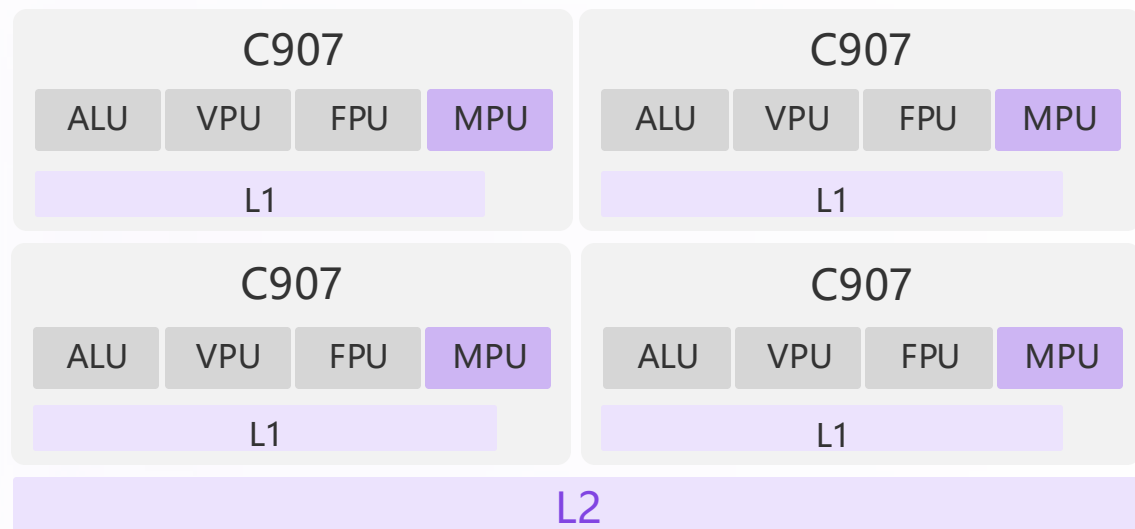 C907 C907
ALU VPU FPU MPU ALU VPU FPU MPU
L1 L1
C907 C907
ALU VPU FPU MPU ALU VPU FPU MPU
L1 L1
L2